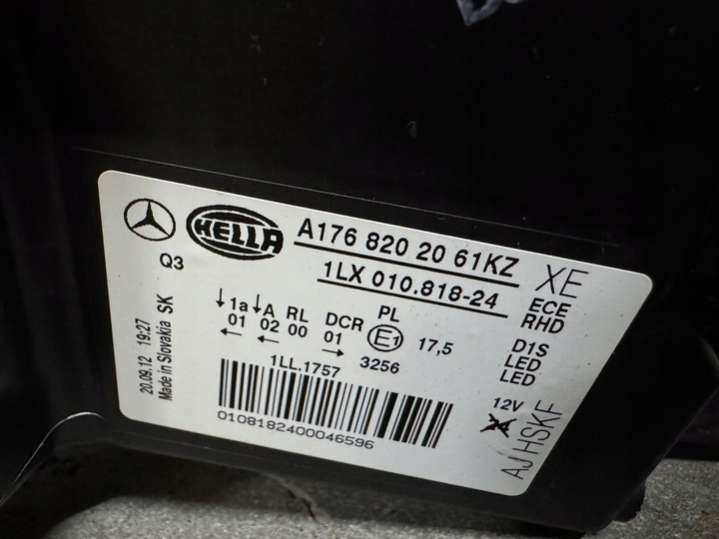 HELLA
A176 820 20 61KZ
1LX 010.818-24
XE
ECE
RHD
Q3
↓1a ↓A RL DCR PL
01 02 00 01 E1 17,5
← ← → 3256
D1S
LED
LED
1LL.1757
12V
AJ HSKF
0108182400046596
20.09.12 19:27
Made in Slovakia SK